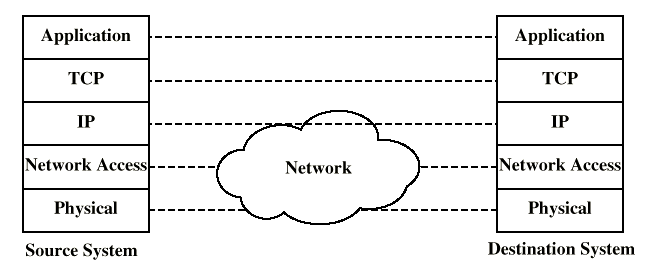 Application Application
TCP TCP
IP IP
Network Access Network Network Access
Physical Physical
Source System Destination System